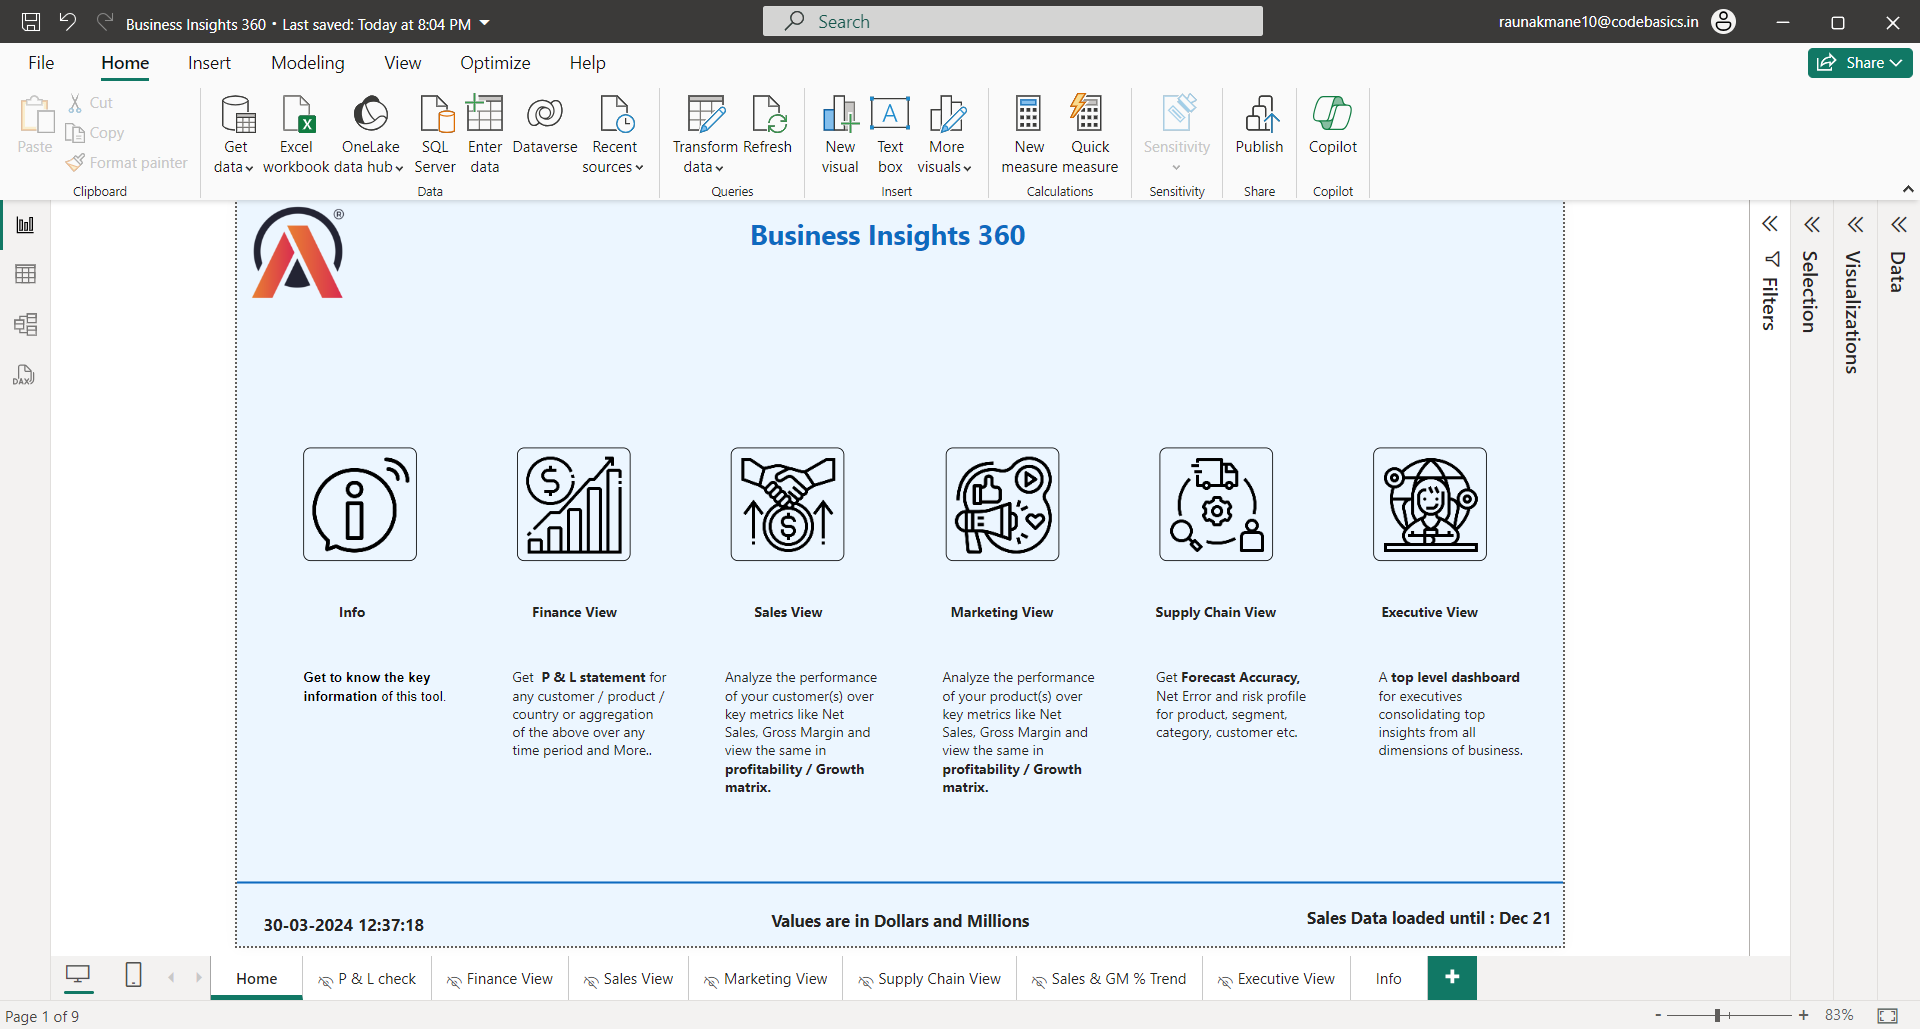 Business Insights 360 • Last saved: Today at 8:04 PM
Search
raunakmane10@codebasics.in
File Home Insert Modeling View Optimize Help
Share
Paste
Cut
Copy
Format painter
Clipboard
Get data
Excel workbook
OneLake data hub
SQL Server
Enter data
Dataverse
Recent sources
Data
Transform data
Refresh
Queries
New visual
Text box
More visuals
Insert
New measure
Quick measure
Calculations
Sensitivity
Sensitivity
Publish
Share
Copilot
Copilot
DAX
Business Insights 360
®
Filters
Selection
Visualizations
Data
Info
Get to know the key
information of this tool.
Finance View
Get P & L statement for
any customer / product /
country or aggregation
of the above over any
time period and More..
Sales View
Analyze the performance
of your customer(s) over
key metrics like Net
Sales, Gross Margin and
view the same in
profitability / Growth
matrix.
Marketing View
Analyze the performance
of your product(s) over
key metrics like Net
Sales, Gross Margin and
view the same in
profitability / Growth
matrix.
Supply Chain View
Get Forecast Accuracy,
Net Error and risk profile
for product, segment,
category, customer etc.
Executive View
A top level dashboard
for executives
consolidating top
insights from all
dimensions of business.
30-03-2024 12:37:18
Values are in Dollars and Millions
Sales Data loaded until : Dec 21
Home
P & L check
Finance View
Sales View
Marketing View
Supply Chain View
Sales & GM % Trend
Executive View
Info
+
Page 1 of 9
- + 83%